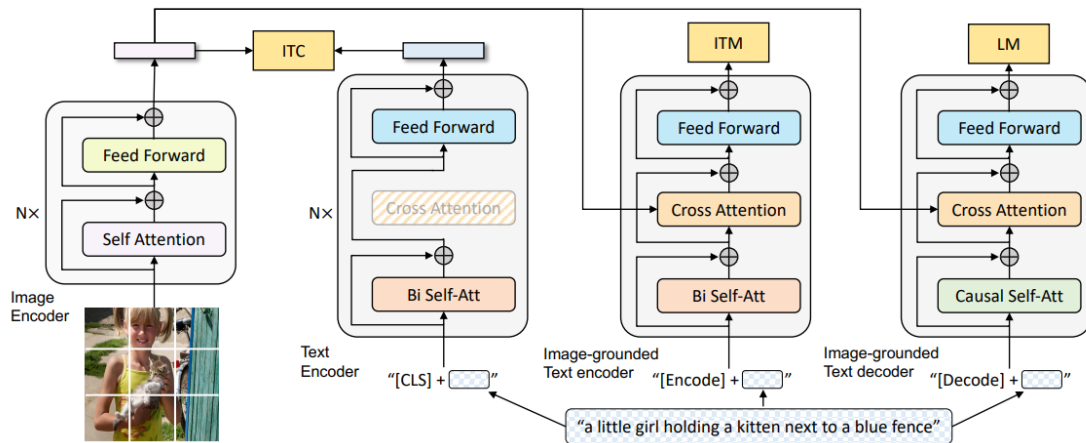 ITC
ITM
LM
Feed Forward
Self Attention
N×
Image
Encoder
Feed Forward
Cross Attention
Bi Self-Att
N×
Text
Encoder
"[CLS] + "
Feed Forward
Cross Attention
Bi Self-Att
Image-grounded
Text encoder
"[Encode] + "
Feed Forward
Cross Attention
Causal Self-Att
Image-grounded
Text decoder
"[Decode] + "
"a little girl holding a kitten next to a blue fence"